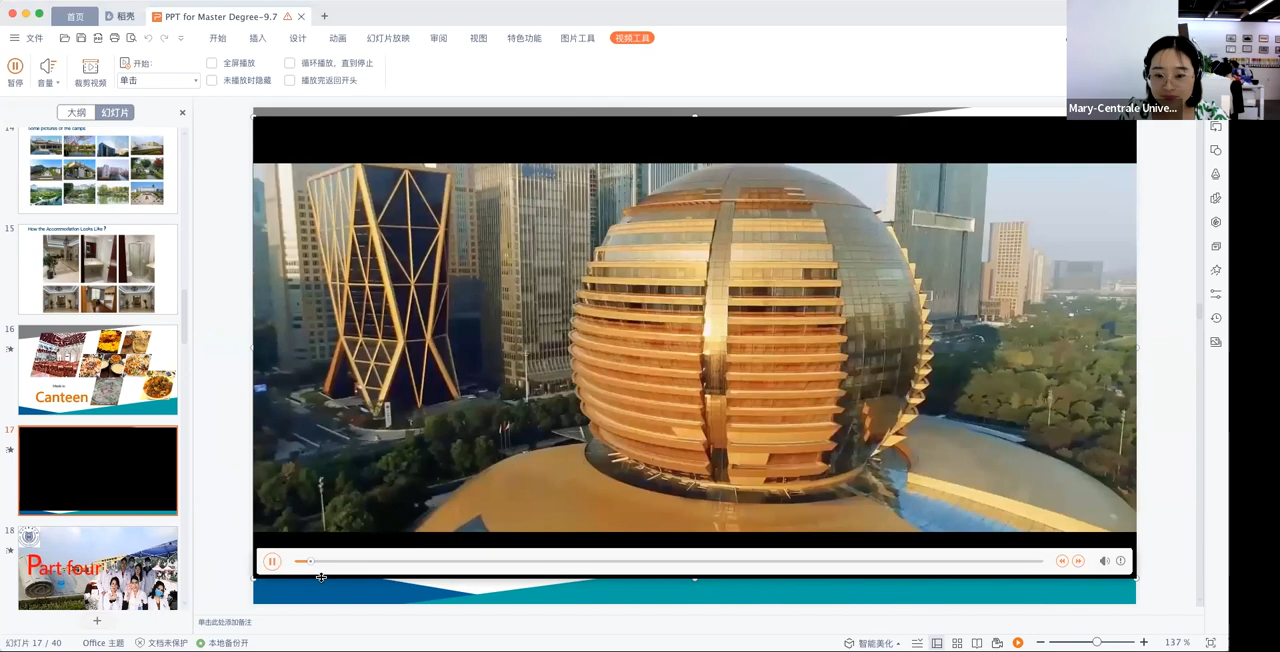 首页
稻壳
PPT for Master Degree-9.7
文件
开始
插入
设计
动画
幻灯片放映
审阅
视图
特色功能
图片工具
视频工具
暂停
音量
裁剪视频
开始:
单击
全屏播放
未播放时隐藏
循环播放，直到停止
播放完返回开头
Mary-Centrale Unive...
大纲
幻灯片
14
Some pictures of the camps
15
How the Accommodation Looks Like?
16
Canteen
17
18
Part four
单击此处添加备注
幻灯片 17 / 40
Office 主题
文档未保护
本地备份开
智能美化
137 %